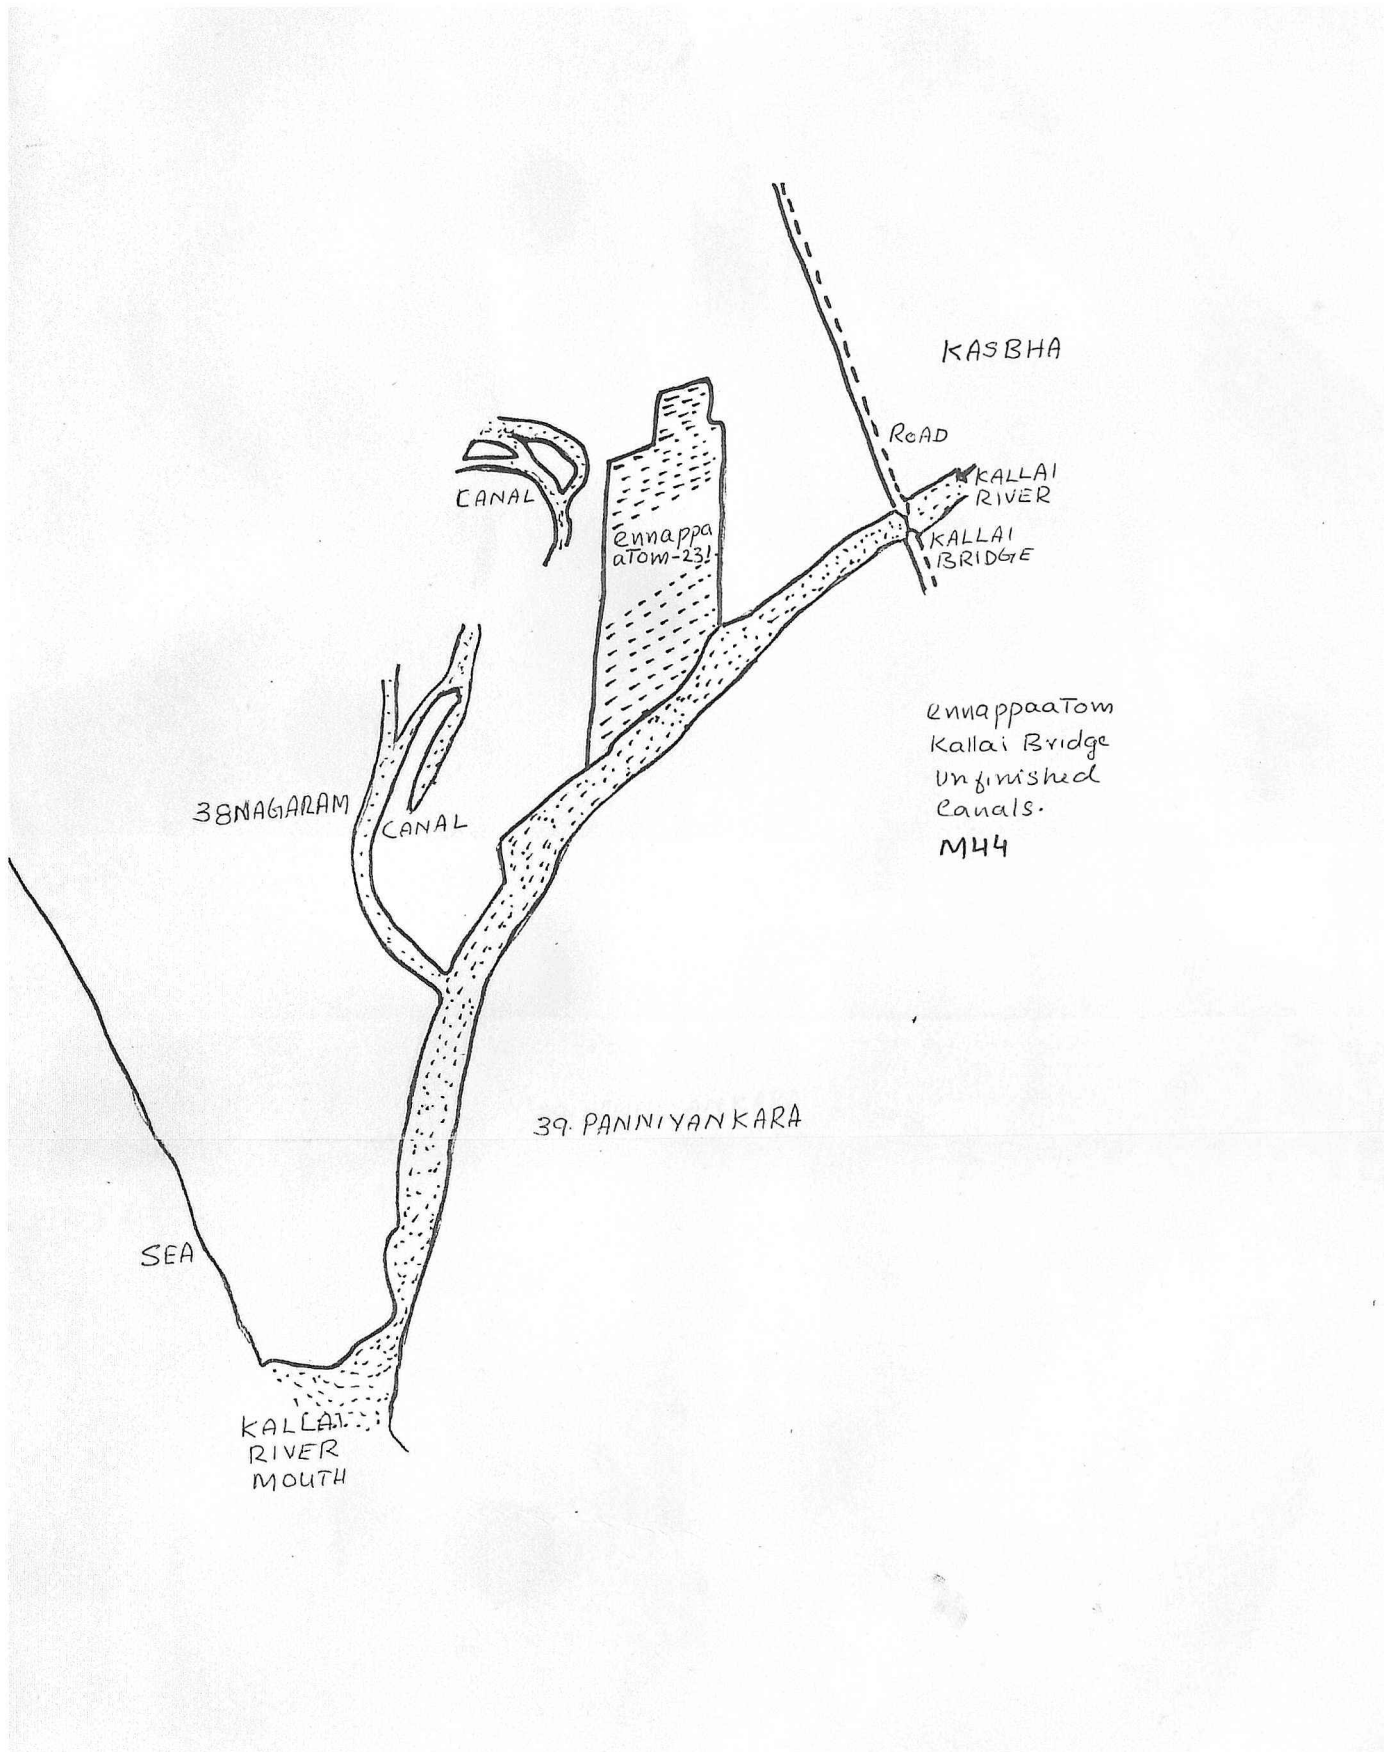 KASBHA
ROAD
KALLAI
RIVER
CANAL
ennappa
aTom-231.
KALLAI
BRIDGE
ennappaaTom
Kallai Bridge
unfinished
Canals.
M44
38NAGARAM
CANAL
39. PANNIYANKARA
SEA
KALLAI
RIVER
MOUTH